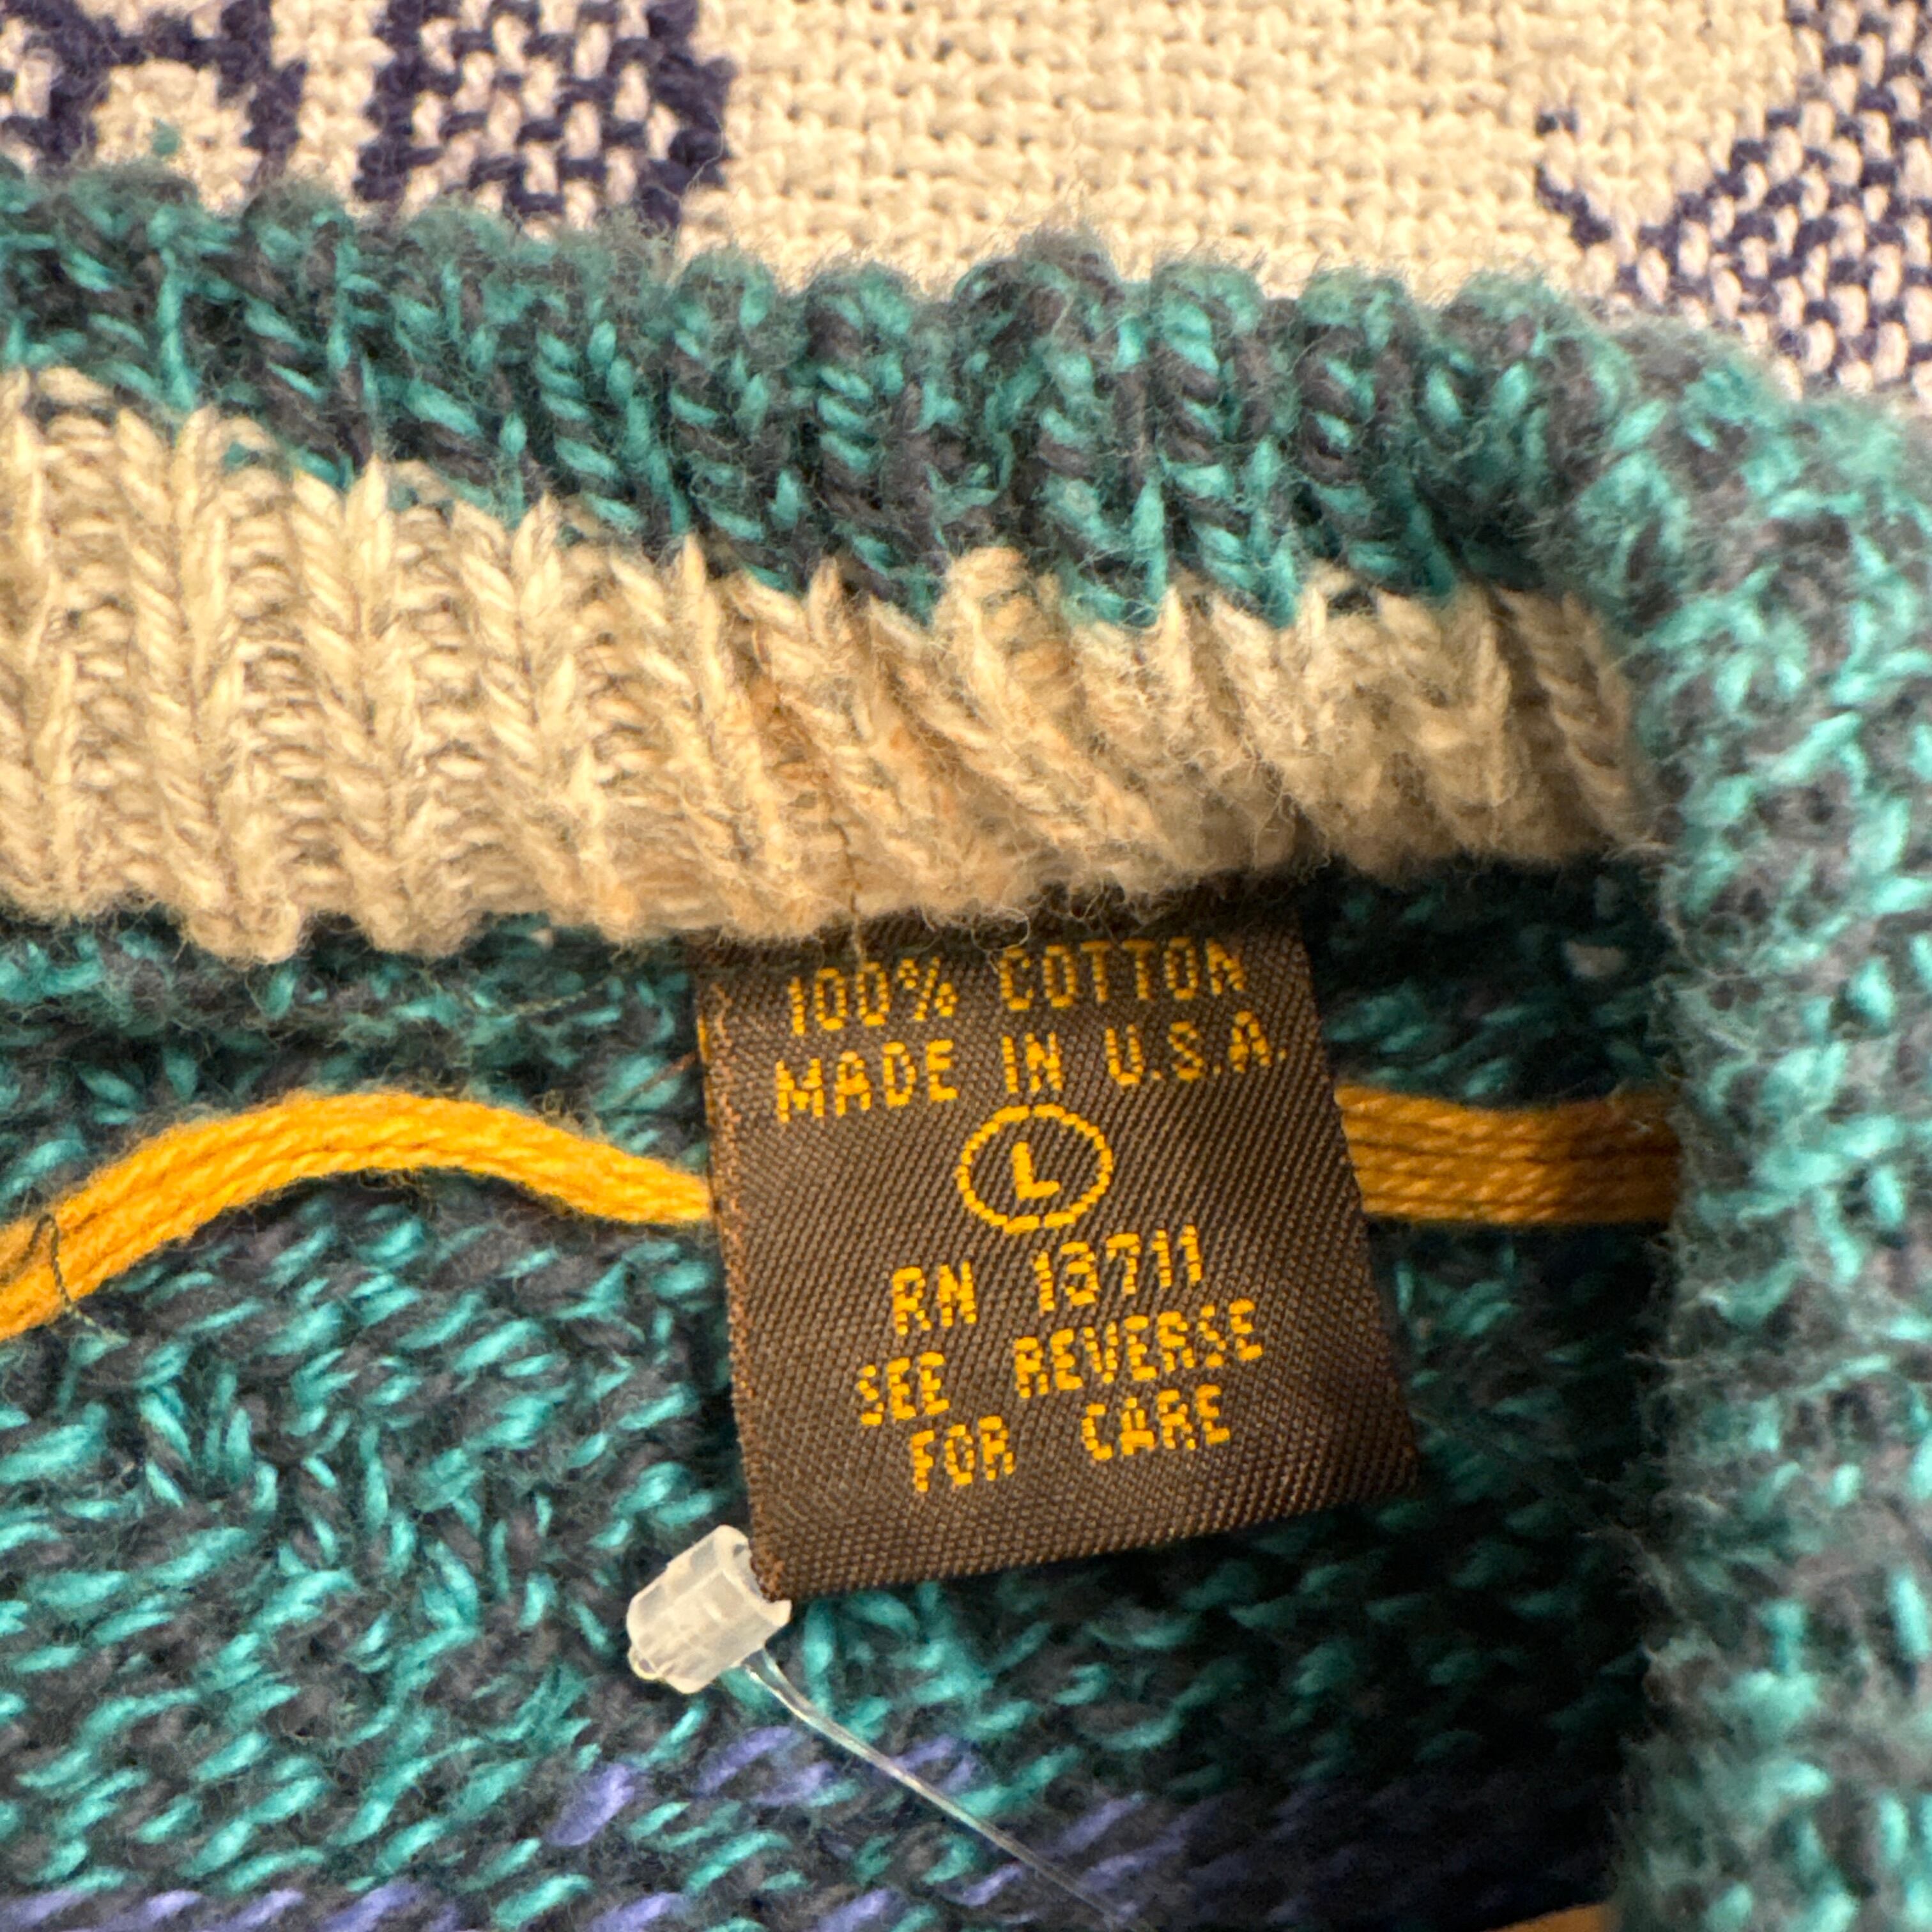 100% COTTON
MADE IN U.S.A.
L
RN 13711
SEE REVERSE
FOR CARE